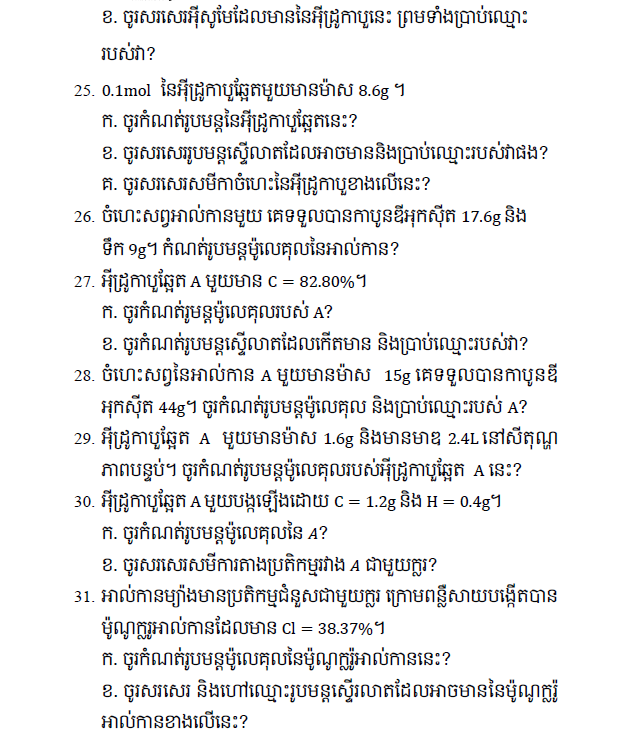 ខ. ចូរសរសេរអ៊ីសូមែដែលមាននៃអ៊ីដ្រូកាបួនេះ ព្រមទាំងប្រាប់ឈ្មោះ
របស់វា?
25. 0.1mol នៃអ៊ីដ្រូកាបួឆ្អែតមួយមានម៉ាស 8.6g ។
ក. ចូរកំណត់រូបមន្តនៃអ៊ីដ្រូកាបួឆ្អែតនេះ?
ខ. ចូរសរសេររូបមន្តស្ទើលាតដែលអាចមាននិងប្រាប់ឈ្មោះរបស់វាផង?
គ. ចូរសរសេរសមីកាចំហេះនៃអ៊ីដ្រូកាបួខាងលើនេះ?
26. ចំហេះសព្វអាល់កានមួយ គេទទួលបានកាបូនឌីអុកស៊ីត 17.6g និង
ទឹក 9g។ កំណត់រូបមន្តម៉ូលេគុលនៃអាល់កាន?
27. អ៊ីដ្រូកាបួឆ្អែត A មួយមាន C = 82.80%។
ក. ចូរកំណត់រូមន្តម៉ូលេគុលរបស់ A?
ខ. ចូរកំណត់រូបមន្តស្ទើលាតដែលកើតមាន និងប្រាប់ឈ្មោះរបស់វា?
28. ចំហេះសព្វនៃអាល់កាន A មួយមានម៉ាស 15g គេទទួលបានកាបូនឌី
អុកស៊ីត 44g។ ចូរកំណត់រូបមន្តម៉ូលេគុល និងប្រាប់ឈ្មោះរបស់ A?
29. អ៊ីដ្រូកាបួឆ្អែត A មួយមានម៉ាស 1.6g និងមានមាឌ 2.4L នៅសីតុណ្ហ
ភាពបន្ទប់។ ចូរកំណត់រូបមន្តម៉ូលេគុលរបស់អ៊ីដ្រូកាបួឆ្អែត A នេះ?
30. អ៊ីដ្រូកាបួឆ្អែត A មួយបង្កឡើងដោយ C = 1.2g និង H = 0.4g។
ក. ចូរកំណត់រូបមន្តម៉ូលេគុលនៃ A?
ខ. ចូរសរសេរសមីការតាងប្រតិកម្មរវាង A ជាមួយក្លរ?
31. អាល់កានម្យ៉ាងមានប្រតិកម្មជំនួសជាមួយក្លរ ក្រោមពន្លឺសាយបង្កើតបាន
ម៉ូណូក្លរូអាល់កានដែលមាន Cl = 38.37%។
ក. ចូរកំណត់រូបមន្តម៉ូលេគុលនៃម៉ូណូក្លរ៉ូអាល់កាននេះ?
ខ. ចូរសរសេរ និងហៅឈ្មោះរូបមន្តស្ទើរលាតដែលអាចមាននៃម៉ូណូក្លរ៉ូ
អាល់កានខាងលើនេះ?